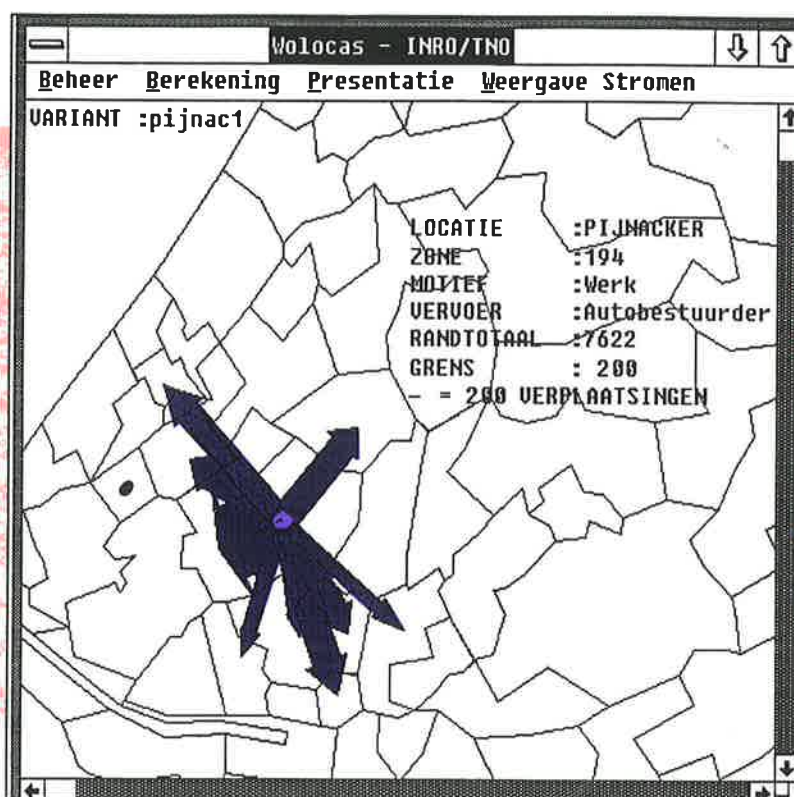 Wolocas - INRO/TNO
Beheer Berekening Presentatie Weergave Stromen
VARIANT :pijnac1
LOCATIE :PIJNACKER
ZONE :194
MOTIEF :Werk
VERVOER :Autobestuurder
RANDTOTAAL :7622
GRENS : 200
- = 200 VERPLAATSINGEN